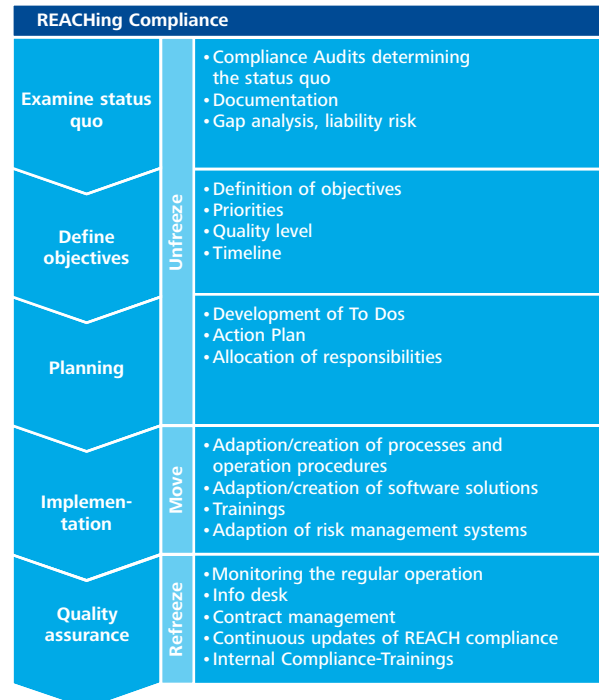 REACHing Compliance
Examine status
quo
• Compliance Audits determining
the status quo
• Documentation
• Gap analysis, liability risk
Unfreeze
Define
objectives
• Definition of objectives
• Priorities
• Quality level
• Timeline
Planning
• Development of To Dos
• Action Plan
• Allocation of responsibilities
Implemen-
tation
Move
• Adaption/creation of processes and
operation procedures
• Adaption/creation of software solutions
• Trainings
• Adaption of risk management systems
Quality
assurance
Refreeze
• Monitoring the regular operation
• Info desk
• Contract management
• Continuous updates of REACH compliance
• Internal Compliance-Trainings